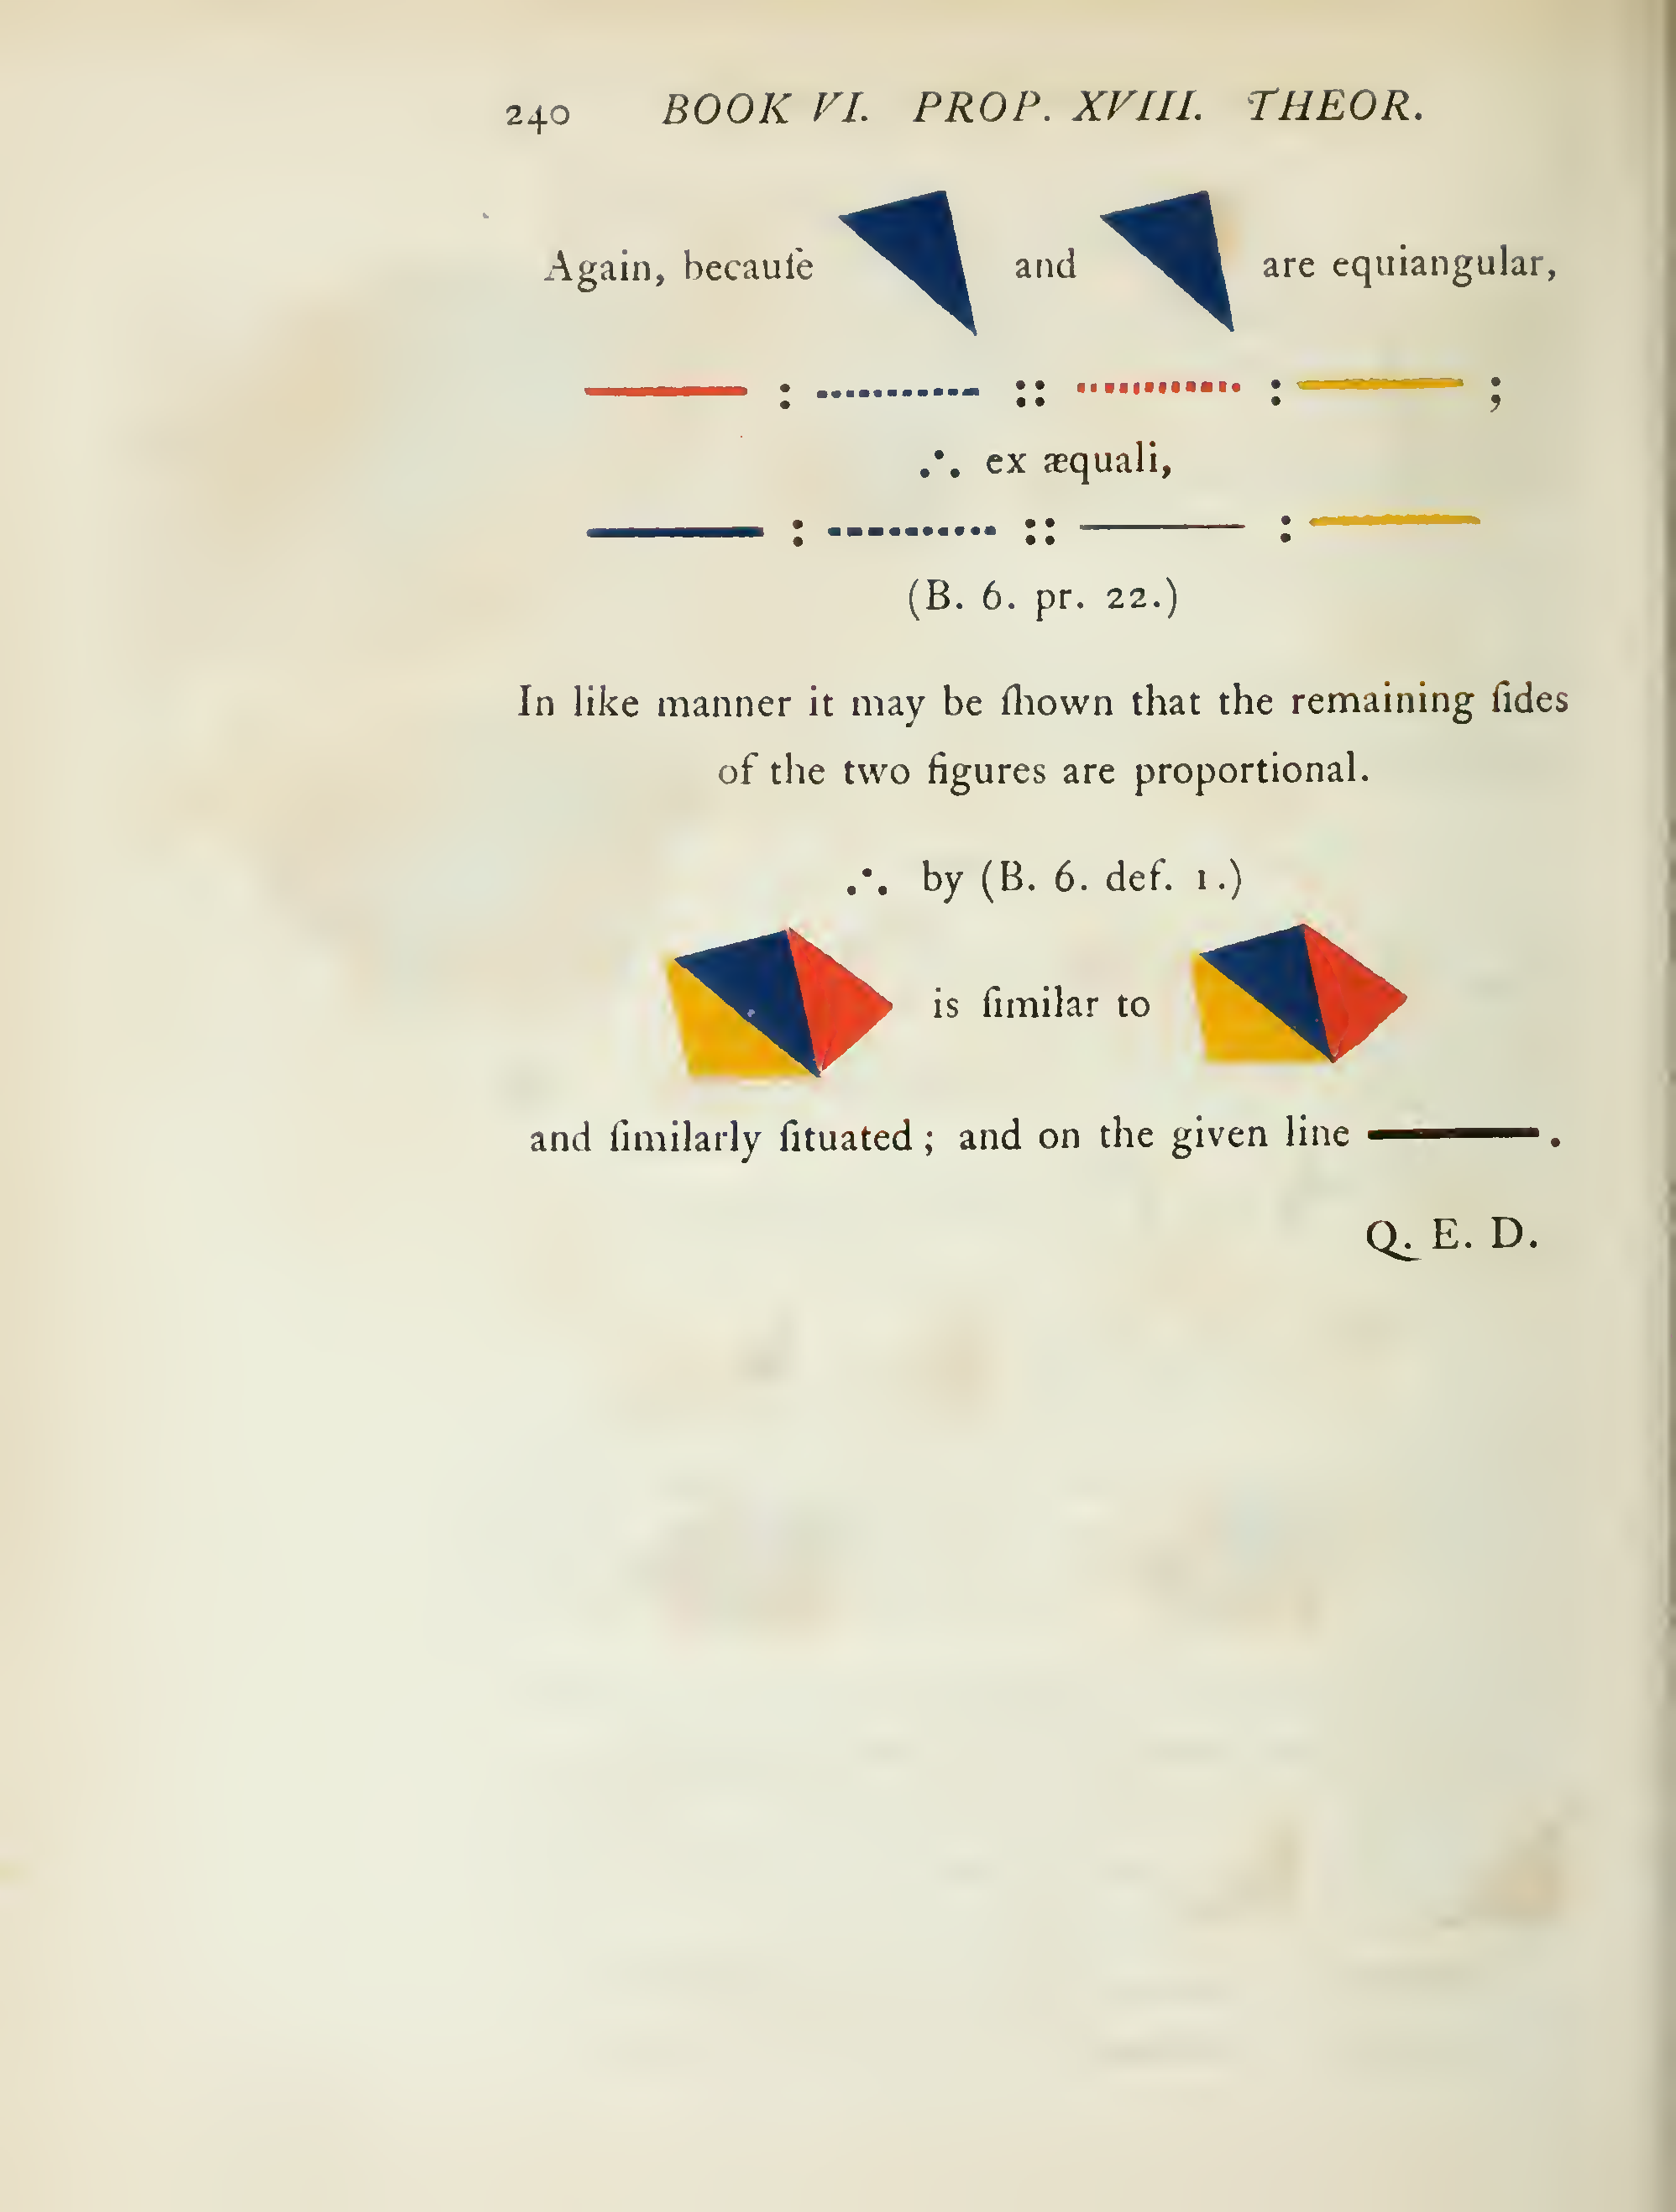 240 BOOK VI. PROP. XVIII. THEOR.
Again, becauſe and are equiangular,
: :: : ;
∴ ex æquali,
: :: :
(B. 6. pr. 22.)
In like manner it may be ſhown that the remaining ſides
of the two figures are proportional.
∴ by (B. 6. def. 1.)
is ſimilar to
and ſimilarly ſituated ; and on the given line .
Q. E. D.